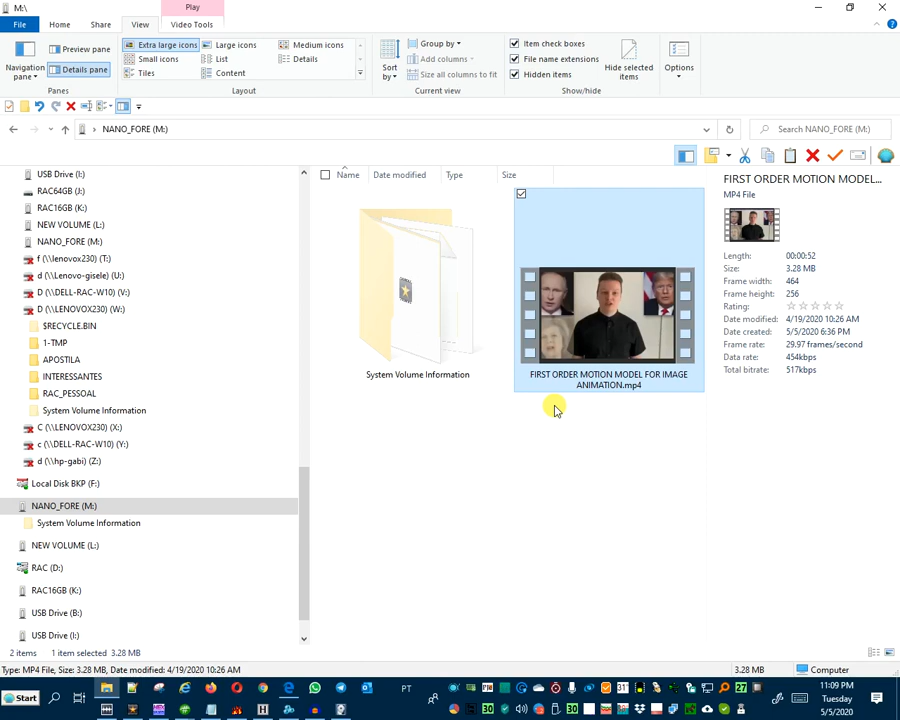 M:\
Play
File
Home
Share
View
Video Tools
Navigation
pane
Preview pane
Details pane
Panes
Extra large icons
Large icons
Medium icons
Small icons
List
Details
Tiles
Content
Layout
Sort
by
Group by
Add columns
Size all columns to fit
Current view
Item check boxes
File name extensions
Hidden items
Hide selected
items
Show/hide
Options
NANO_FORE (M:)
Search NANO_FORE (M:)
USB Drive (I:)
RAC64GB (J:)
RAC16GB (K:)
NEW VOLUME (L:)
NANO_FORE (M:)
f (\\lenovox230) (T:)
d (\\Lenovo-gisele) (U:)
D (\\DELL-RAC-W10) (V:)
D (\\LENOVOX230) (W:)
$RECYCLE.BIN
1-TMP
APOSTILA
INTERESSANTES
RAC_PESSOAL
System Volume Information
C (\\LENOVOX230) (X:)
c (\\DELL-RAC-W10) (Y:)
d (\\hp-gabi) (Z:)
Local Disk BKP (F:)
NANO_FORE (M:)
System Volume Information
NEW VOLUME (L:)
RAC (D:)
RAC16GB (K:)
USB Drive (B:)
USB Drive (I:)
Name
Date modified
Type
Size
System Volume Information
FIRST ORDER MOTION MODEL FOR IMAGE
ANIMATION.mp4
FIRST ORDER MOTION MODEL...
MP4 File
Length: 00:00:52
Size: 3.28 MB
Frame width: 464
Frame height: 256
Rating:
Date modified: 4/19/2020 10:26 AM
Date created: 5/5/2020 6:36 PM
Frame rate: 29.97 frames/second
Data rate: 454kbps
Total bitrate: 517kbps
2 items
1 item selected 3.28 MB
Type: MP4 File, Size: 3.28 MB, Date modified: 4/19/2020 10:26 AM
3.28 MB
Computer
Start
PT
31°
27
30
30
11:09 PM
Tuesday
5/5/2020